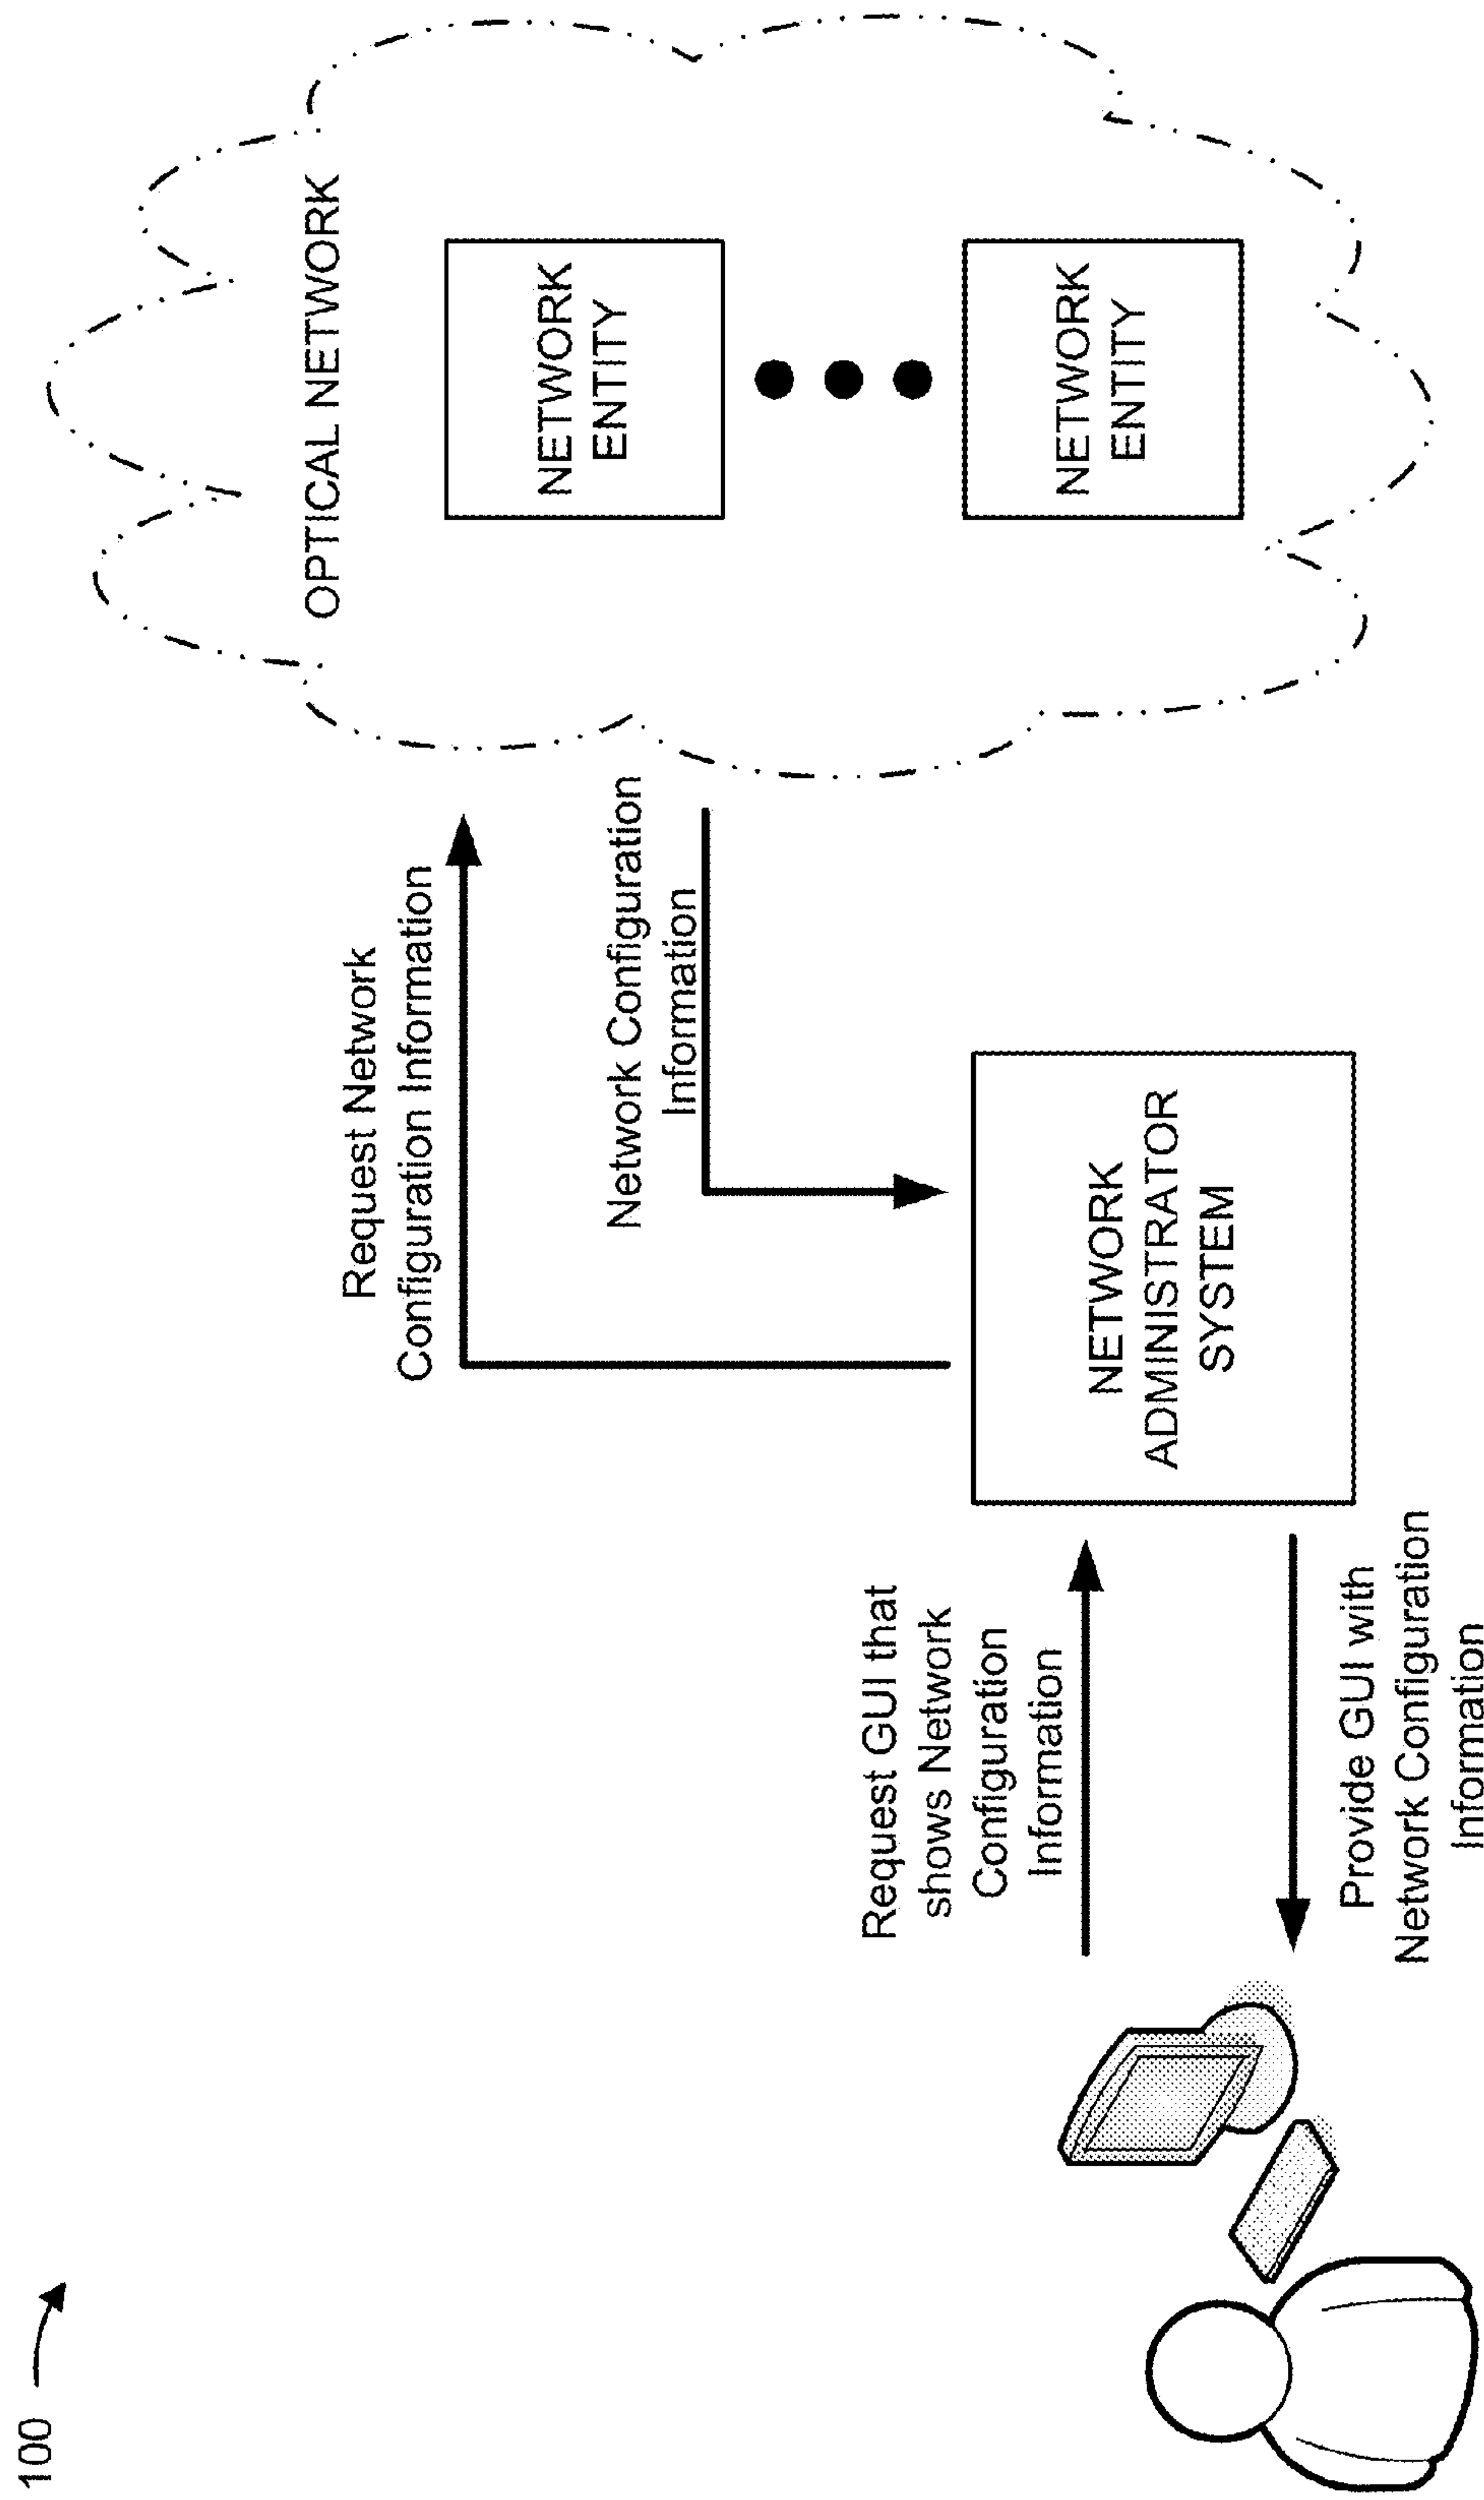 100
Request GUI that
shows Network
Configuration
Information
Provide GUI with
Network Configuration
Information
NETWORK
ADMINISTRATOR
SYSTEM
Request Network
Configuration Information
Network Configuration
Information
OPTICAL NETWORK
NETWORK
ENTITY
NETWORK
ENTITY